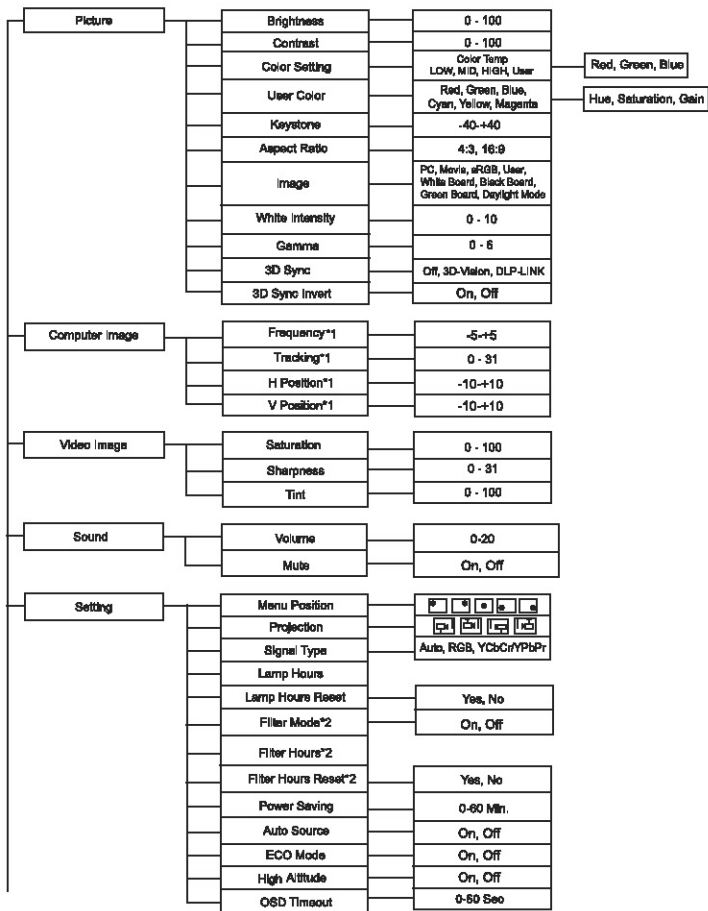 Picture
Brightness
0 - 100
Contrast
0 - 100
Color Setting
Color Temp
LOW, MID, HIGH, User
Red, Green, Blue
User Color
Red, Green, Blue,
Cyan, Yellow, Magenta
Hue, Saturation, Gain
Keystone
-40-+40
Aspect Ratio
4:3, 16:9
Image
PC, Movie, sRGB, User,
White Board, Black Board,
Green Board, Daylight Mode
White Intensity
0 - 10
Gamma
0 - 6
3D Sync
Off, 3D-Vision, DLP-LINK
3D Sync Invert
On, Off
Computer Image
Frequency*1
-5-+5
Tracking*1
0 - 31
H Position*1
-10-+10
V Position*1
-10-+10
Video Image
Saturation
0 - 100
Sharpness
0 - 31
Tint
0 - 100
Sound
Volume
0-20
Mute
On, Off
Setting
Menu Position
Projection
Signal Type
Auto, RGB, YCbCr/YPbPr
Lamp Hours
Lamp Hours Reset
Yes, No
Filter Mode*2
On, Off
Filter Hours*2
Filter Hours Reset*2
Yes, No
Power Saving
0-60 Min.
Auto Source
On, Off
ECO Mode
On, Off
High Altitude
On, Off
OSD Timeout
0-60 Sec